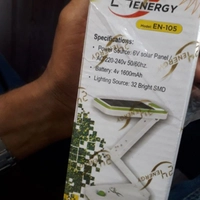 ENERGY
Model: EN-105
Specifications:
• Power Source: 6V solar Panel
AC220-240v 50/60hz.
• Battery: 4v 1600mAh
• Lighting Source: 32 Bright SMD